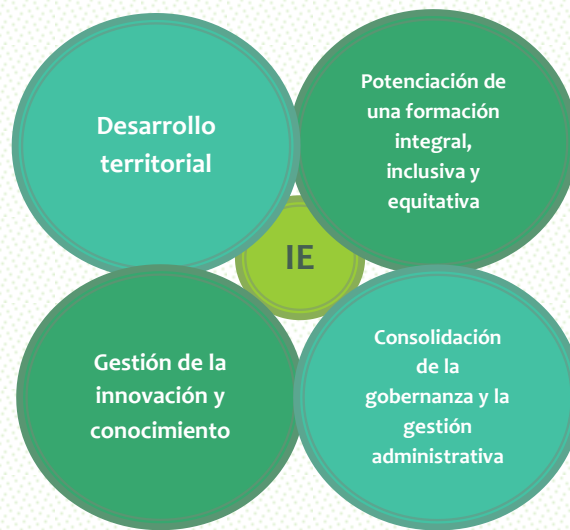 Desarrollo
territorial
Potenciación de
una formación
integral,
inclusiva y
equitativa
IE
Gestión de la
innovación y
conocimiento
Consolidación
de la
gobernanza y la
gestión
administrativa